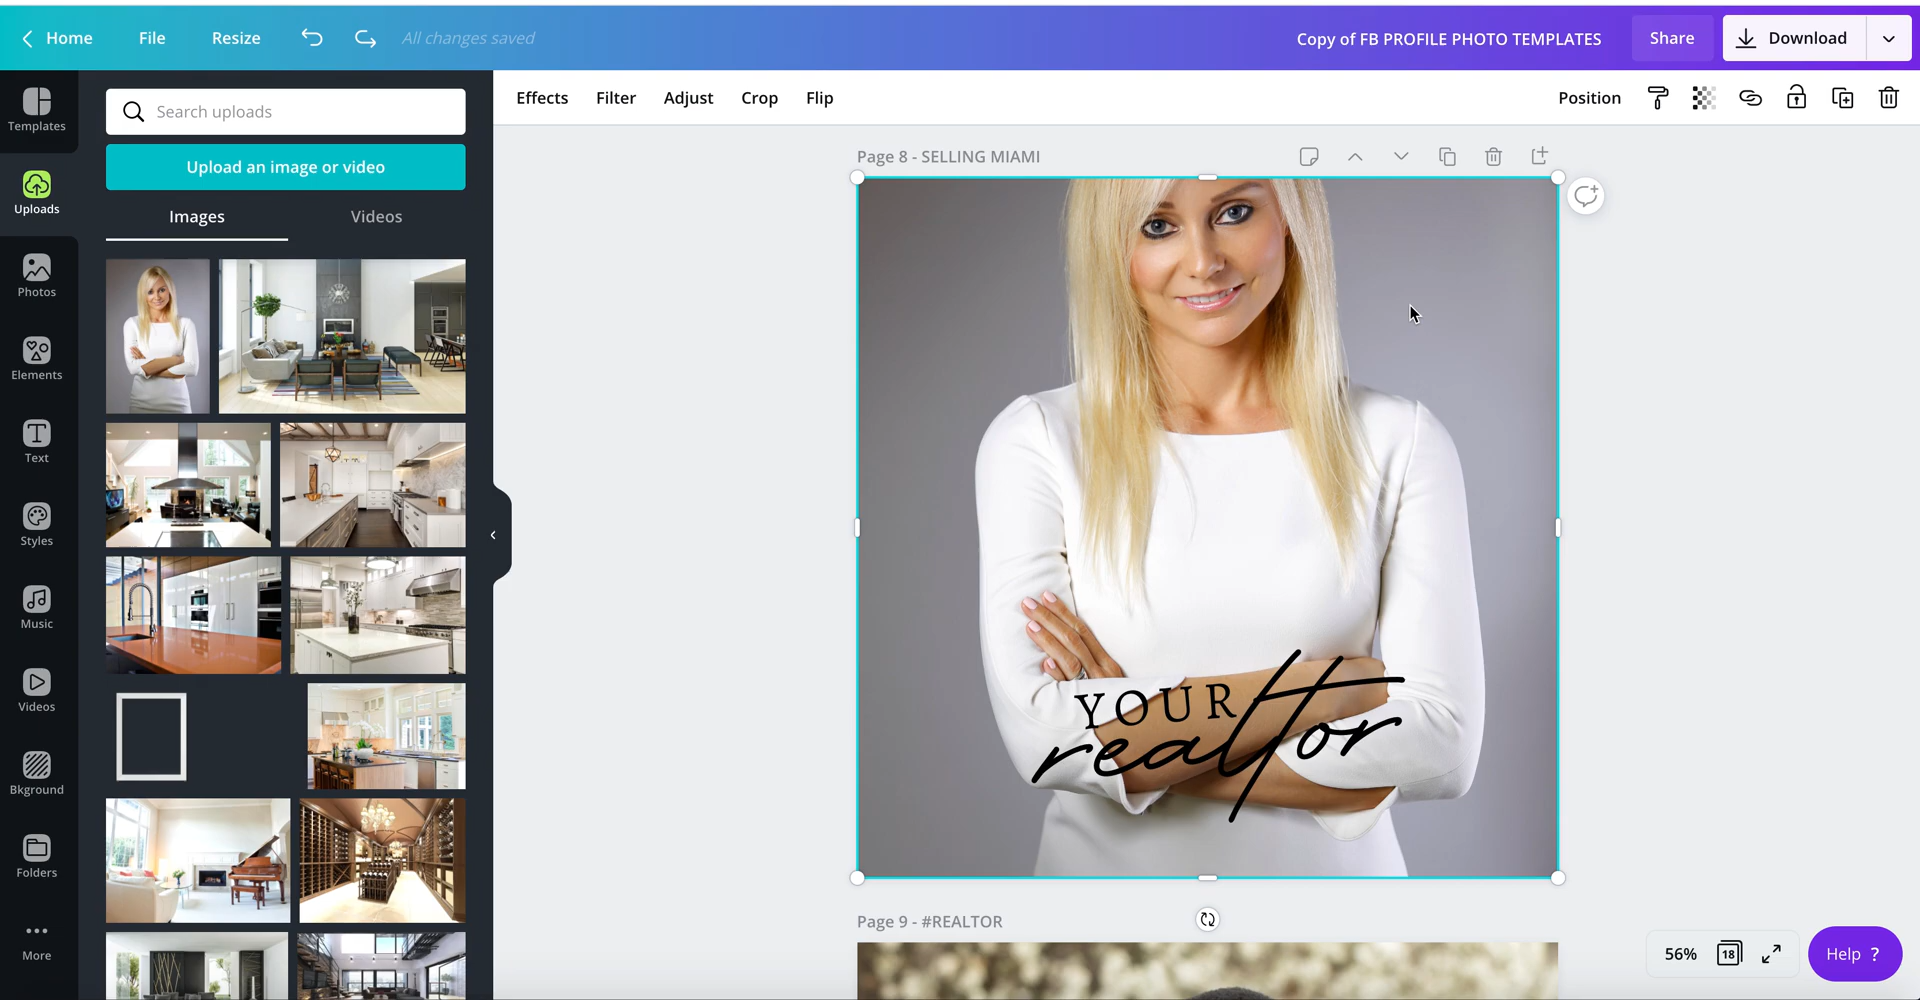 Home File Resize All changes saved Copy of FB PROFILE PHOTO TEMPLATES Share Download
Effects Filter Adjust Crop Flip Position
Templates
Uploads
Photos
Elements
Text
Styles
Music
Videos
Bkground
Folders
More
Search uploads
Upload an image or video
Images Videos
Page 8 - SELLING MIAMI
YOUR
realtor
Page 9 - #REALTOR
56% 18 Help ?